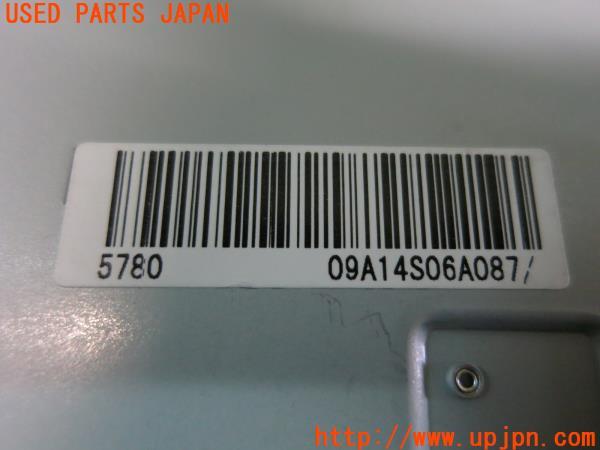 USED PARTS JAPAN
5780 09A14S06A087/
http://www.upjpn.com/